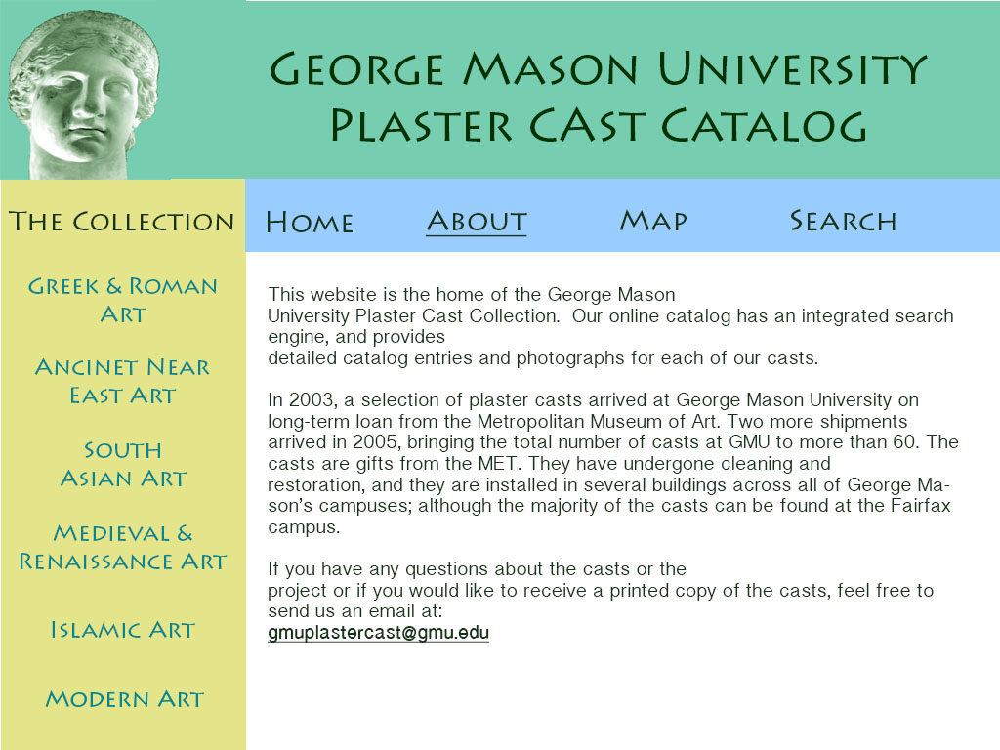 George Mason University
Plaster CAst Catalog
The Collection
Home About Map Search
Greek & Roman
Art
Ancinet Near
East Art
South
Asian Art
Medieval &
Renaissance Art
Islamic Art
Modern Art
This website is the home of the George Mason
University Plaster Cast Collection.  Our online catalog has an integrated search
engine, and provides
detailed catalog entries and photographs for each of our casts.
In 2003, a selection of plaster casts arrived at George Mason University on
long-term loan from the Metropolitan Museum of Art. Two more shipments
arrived in 2005, bringing the total number of casts at GMU to more than 60. The
casts are gifts from the MET. They have undergone cleaning and
restoration, and they are installed in several buildings across all of George Ma-
son's campuses; although the majority of the casts can be found at the Fairfax
campus.
If you have any questions about the casts or the
project or if you would like to receive a printed copy of the casts, feel free to
send us an email at:
gmuplastercast@gmu.edu